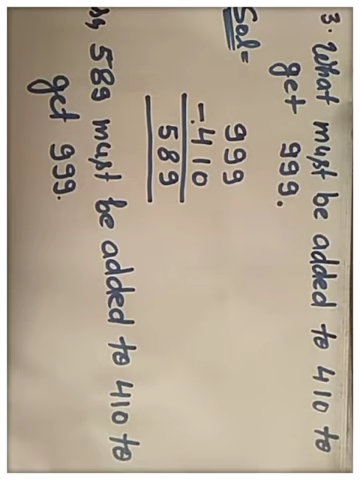 3. What must be added to 410 to
get 999.
Sol=
999
-410
589
589 must be added to 410 to
get 999.